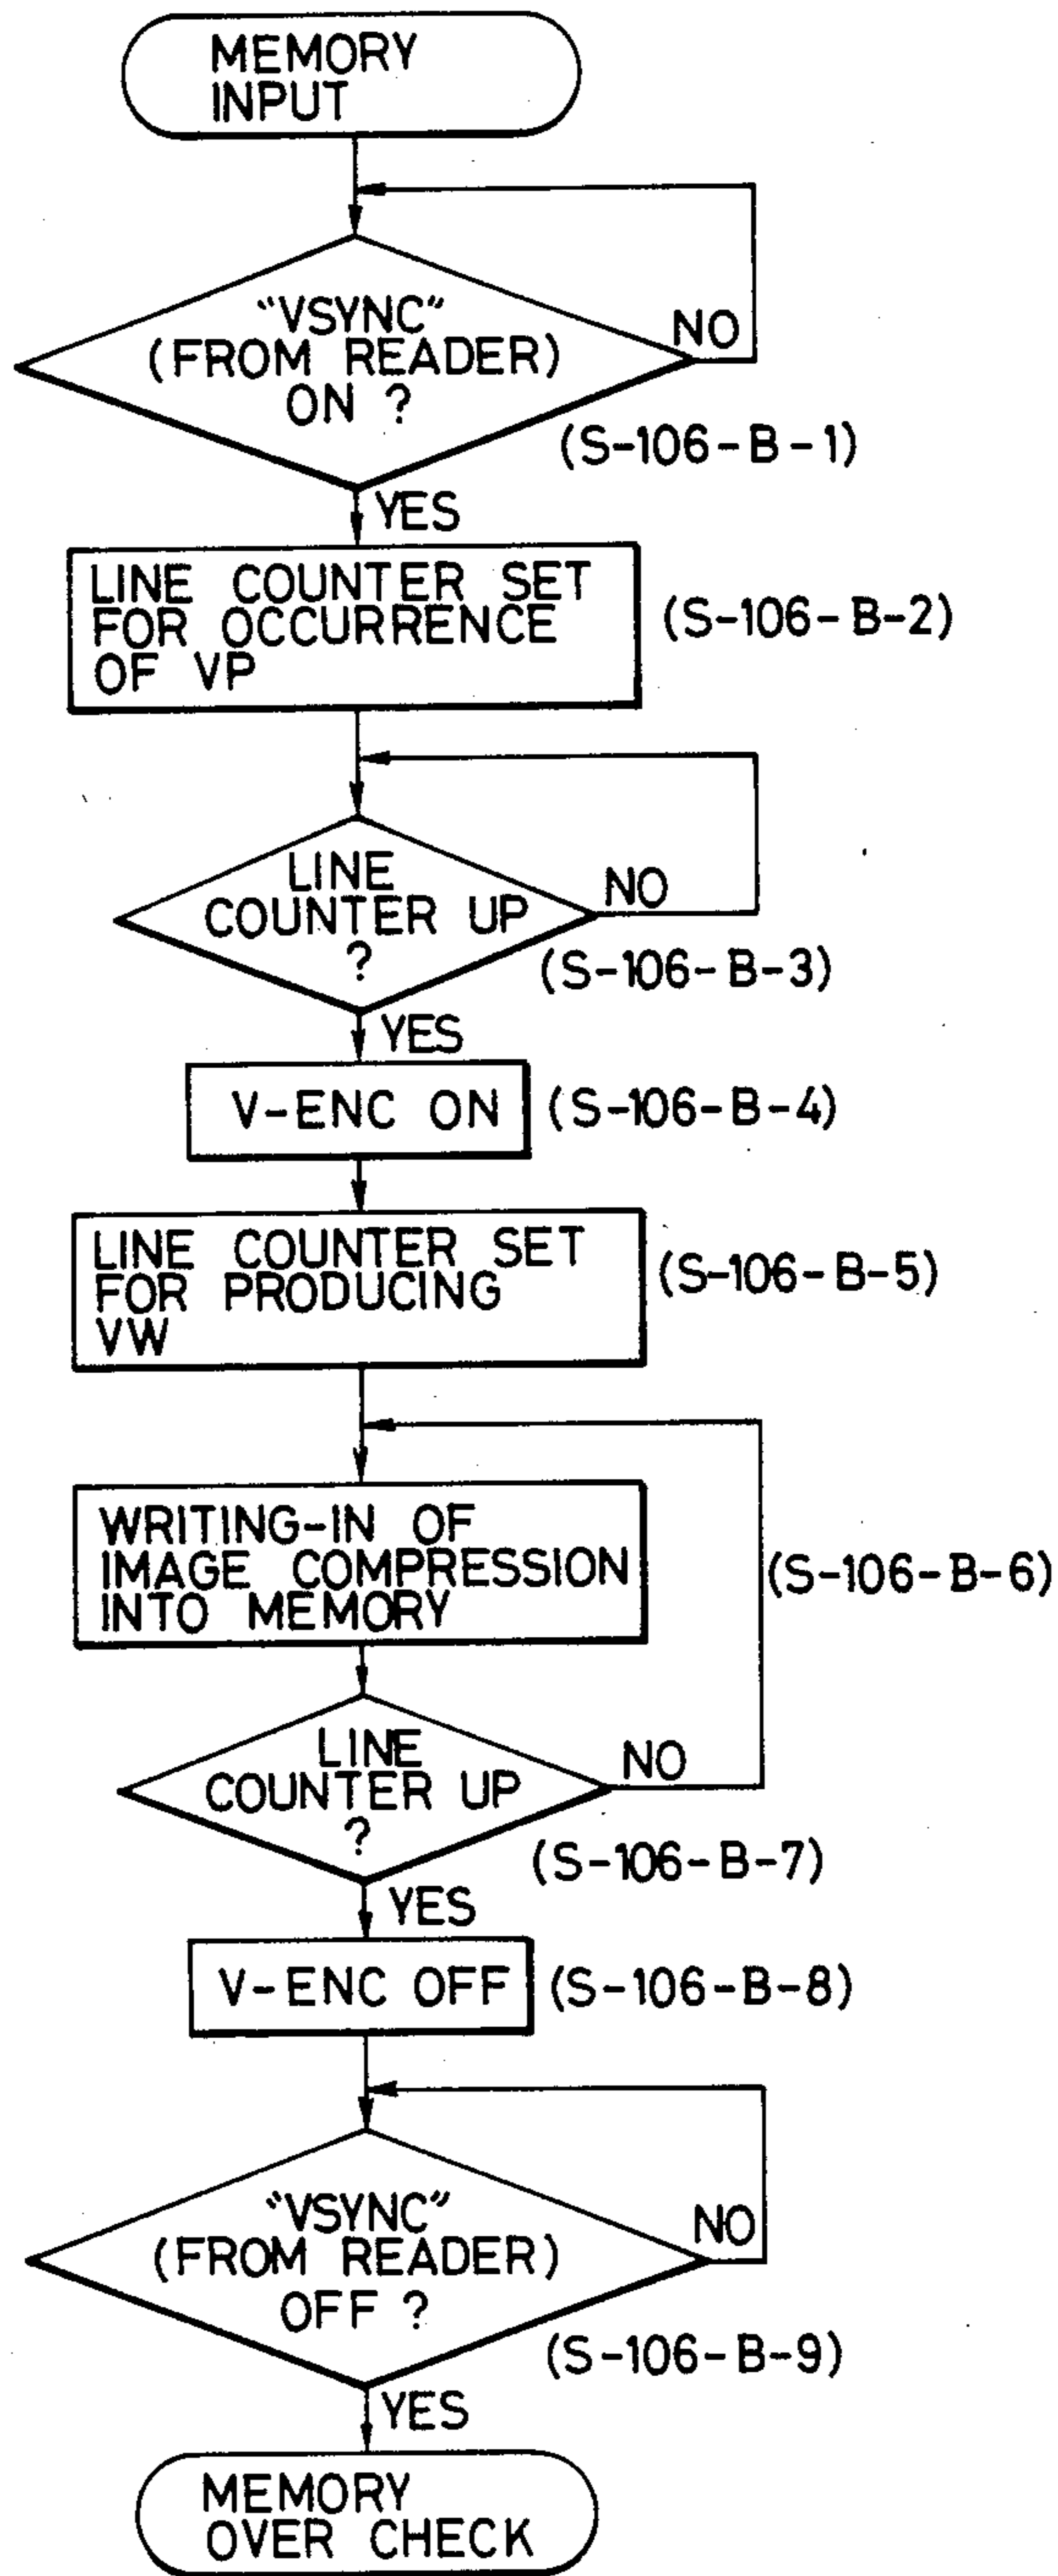 MEMORY
INPUT
"VSYNC"
(FROM READER)
ON ?
NO
(S-106-B-1)
YES
LINE COUNTER SET
FOR OCCURRENCE
OF VP
(S-106-B-2)
LINE
COUNTER UP
?
NO
(S-106-B-3)
YES
V-ENC ON
(S-106-B-4)
LINE COUNTER SET
FOR PRODUCING
VW
(S-106-B-5)
WRITING-IN OF
IMAGE COMPRESSION
INTO MEMORY
(S-106-B-6)
LINE
COUNTER UP
?
NO
(S-106-B-7)
YES
V-ENC OFF
(S-106-B-8)
"VSYNC"
(FROM READER)
OFF ?
NO
(S-106-B-9)
YES
MEMORY
OVER CHECK